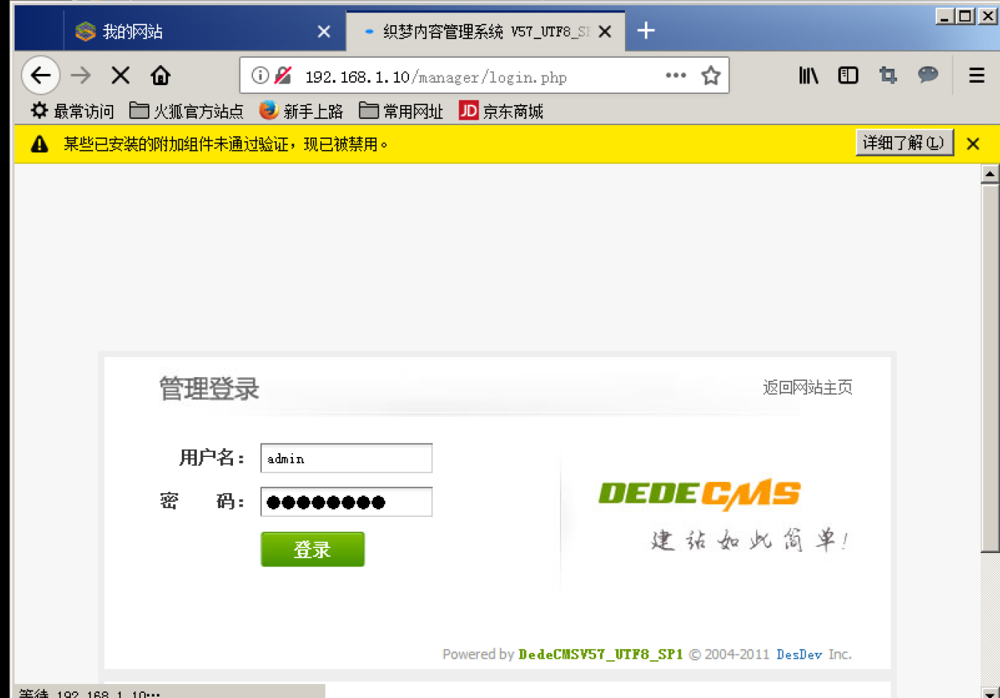 我的网站
织梦内容管理系统 V57_UTF8_SP
192.168.1.10/manager/login.php
最常访问 火狐官方站点 新手上路 常用网址 JD 京东商城
某些已安装的附加组件未通过验证，现已被禁用。 详细了解(L)
管理登录 返回网站主页
用户名： admin
密 码： ●●●●●●●●
登录
DEDECMS
建站如此简单!
Powered by DedeCMSV57_UTF8_SP1 © 2004-2011 DesDev Inc.
等待 192.168.1.10…